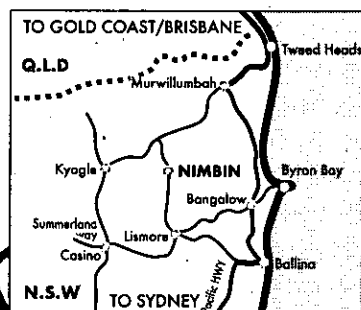 TO GOLD COAST/BRISBANE
Tweed Heads
Q.L.D
Murwillumbah
Kyogle
NIMBIN
Byron Bay
Bangalow
Summerland
way
Lismore
Casino
Ballina
N.S.W
TO SYDNEY
Pacific HWY